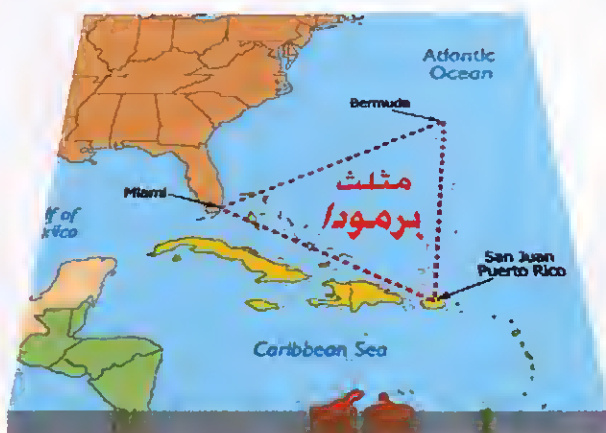 Atlantic
Ocean
Bermuda
مثلث
برمودا
Miami
San Juan
Puerto Rico
Caribbean Sea